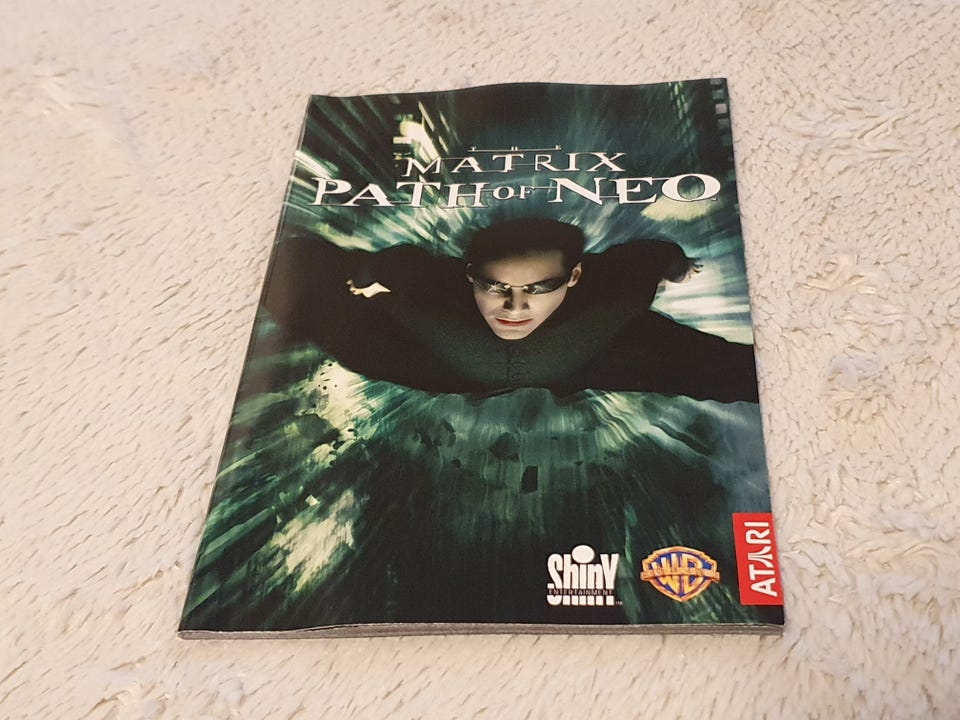 THE
MATRIX
PATH OF NEO
Shiny
ENTERTAINMENT
WB
ATARI